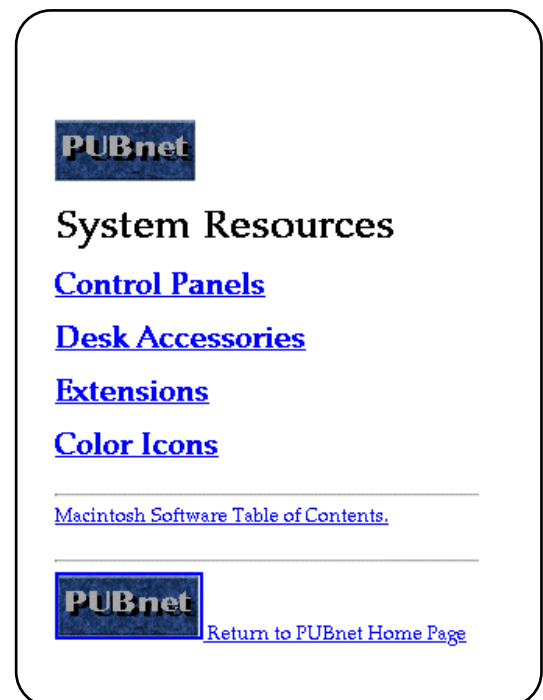 PUBnet
System Resources
Control Panels
Desk Accessories
Extensions
Color Icons
Macintosh Software Table of Contents.
PUBnet Return to PUBnet Home Page